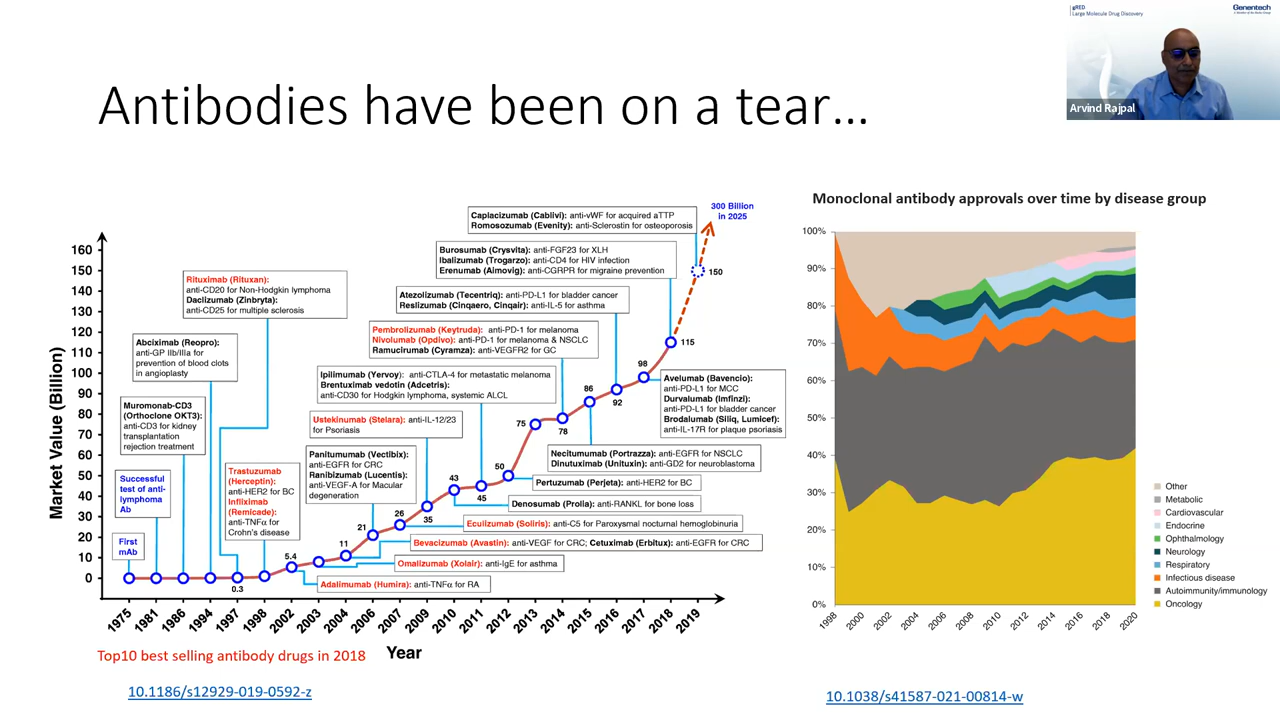 gRED
Large Molecule Drug Discovery
Genentech
A Member of the Roche Group
Arvind Rajpal
Antibodies have been on a tear…
Market Value (Billion)
160
150
140
130
120
110
100
90
80
70
60
50
40
30
20
10
0
First
mAb
Successful
test of anti-
lymphoma
Ab
Muromonab-CD3
(Orthoclone OKT3):
anti-CD3 for kidney
transplantation
rejection treatment
Abciximab (Reopro):
anti-GP IIb/IIIa for
prevention of blood clots
in angioplasty
Rituximab (Rituxan):
anti-CD20 for Non-Hodgkin lymphoma
Daclizumab (Zinbryta):
anti-CD25 for multiple sclerosis
Trastuzumab
(Herceptin):
anti-HER2 for BC
Infliximab
(Remicade):
anti-TNFα for
Crohn's disease
Adalimumab (Humira): anti-TNFα for RA
Omalizumab (Xolair): anti-IgE for asthma
Bevacizumab (Avastin): anti-VEGF for CRC; Cetuximab (Erbitux): anti-EGFR for CRC
Panitumumab (Vectibix):
anti-EGFR for CRC
Ranibizumab (Lucentis):
anti-VEGF-A for Macular
degeneration
Eculizumab (Soliris): anti-C5 for Paroxysmal nocturnal hemoglobinuria
Ustekinumab (Stelara): anti-IL-12/23
for Psoriasis
Denosumab (Prolia): anti-RANKL for bone loss
Ipilimumab (Yervoy): anti-CTLA-4 for metastatic melanoma
Brentuximab vedotin (Adcetris):
anti-CD30 for Hodgkin lymphoma, systemic ALCL
Pertuzumab (Perjeta): anti-HER2 for BC
Pembrolizumab (Keytruda): anti-PD-1 for melanoma
Nivolumab (Opdivo): anti-PD-1 for melanoma & NSCLC
Ramucirumab (Cyramza): anti-VEGFR2 for GC
Necitumumab (Portrazza): anti-EGFR for NSCLC
Dinutuximab (Unituxin): anti-GD2 for neuroblastoma
Atezolizumab (Tecentriq): anti-PD-L1 for bladder cancer
Reslizumab (Cinqaero, Cinqair): anti-IL-5 for asthma
Avelumab (Bavencio):
anti-PD-L1 for MCC
Durvalumab (Imfinzi):
anti-PD-L1 for bladder cancer
Brodalumab (Siliq, Lumicef):
anti-IL-17R for plaque psoriasis
Burosumab (Crysvita): anti-FGF23 for XLH
Ibalizumab (Trogarzo): anti-CD4 for HIV infection
Erenumab (Aimovig): anti-CGRPR for migraine prevention
Caplacizumab (Cablivi): anti-vWF for acquired aTTP
Romosozumab (Evenity): anti-Sclerostin for osteoporosis
300 Billion
in 2025
0.3
5.4
11
21
26
35
43
45
50
75
78
86
92
98
115
150
1975
1981
1986
1994
1997
1998
2002
2003
2004
2006
2007
2009
2010
2011
2012
2013
2014
2015
2016
2017
2018
2019
Year
Top10 best selling antibody drugs in 2018
10.1186/s12929-019-0592-z
Monoclonal antibody approvals over time by disease group
100%
90%
80%
70%
60%
50%
40%
30%
20%
10%
0%
1998
2000
2002
2004
2006
2008
2010
2012
2014
2016
2018
2020
Other
Metabolic
Cardiovascular
Endocrine
Ophthalmology
Neurology
Respiratory
Infectious disease
Autoimmunity/immunology
Oncology
10.1038/s41587-021-00814-w